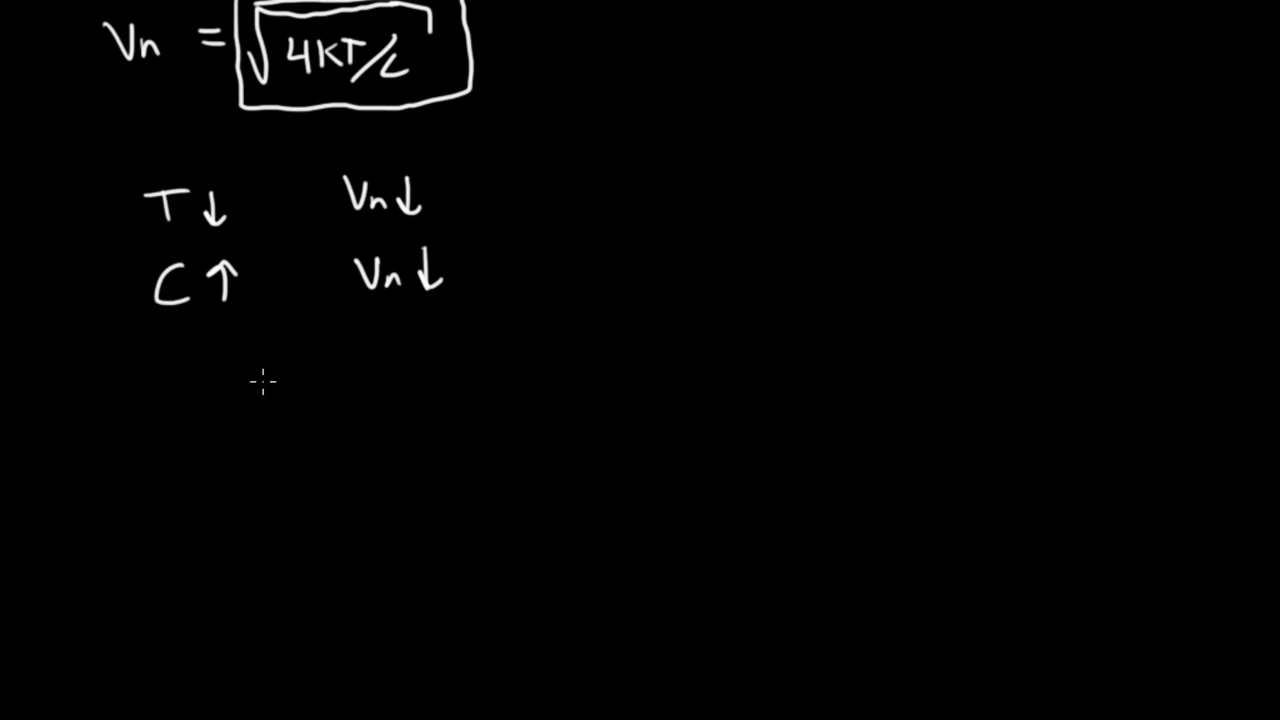 Vn = √4KT/C
T↓ Vn↓
C↑ Vn↓